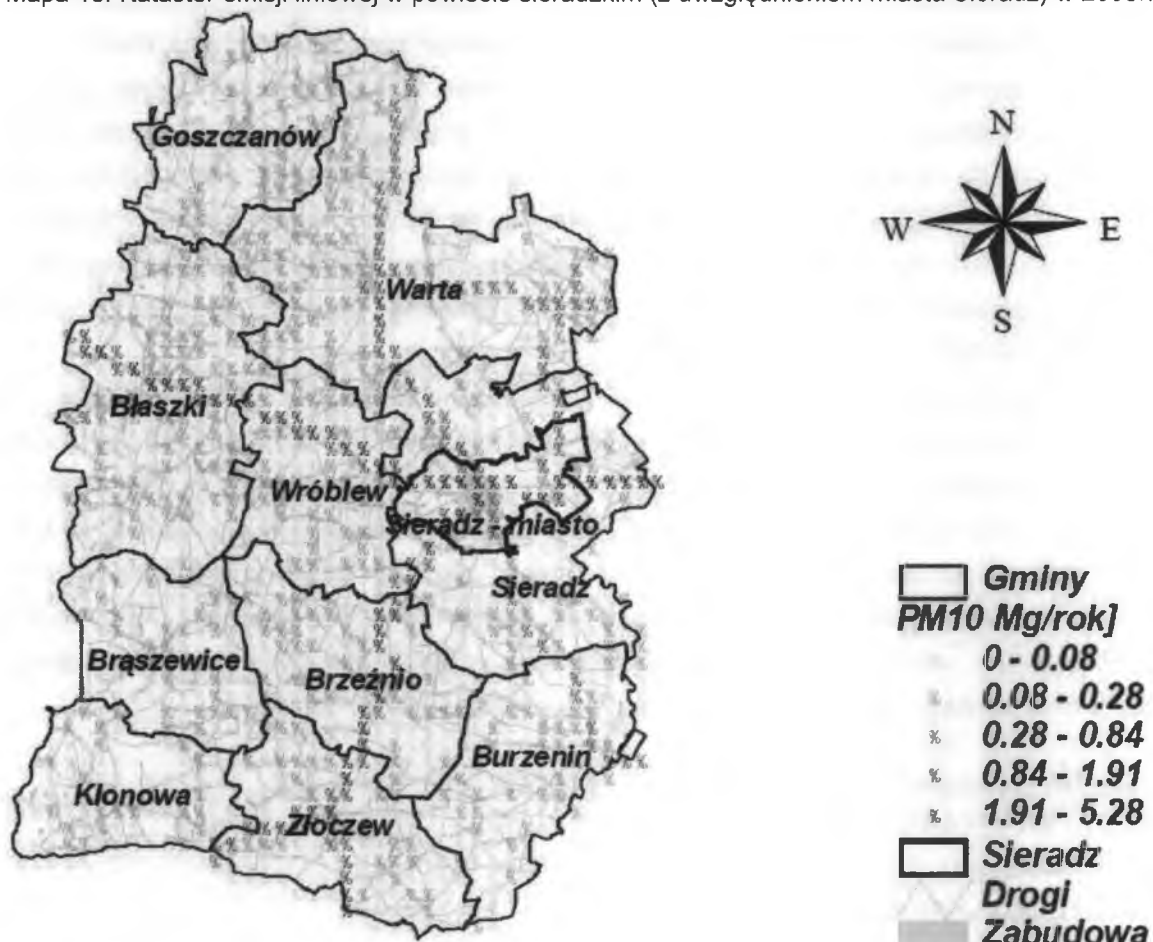 Goszczanów
N
W
E
S
Warta
Błaszki
Wróblew
Sieradz - miasto
Sieradz
Brąszewice
Brzeźnio
Burzenin
Klonowa
Złoczew
Gminy
PM10 Mg/rok]
0 - 0.08
0.08 - 0.28
0.28 - 0.84
0.84 - 1.91
1.91 - 5.28
Sieradz
Drogi
Zabudowa